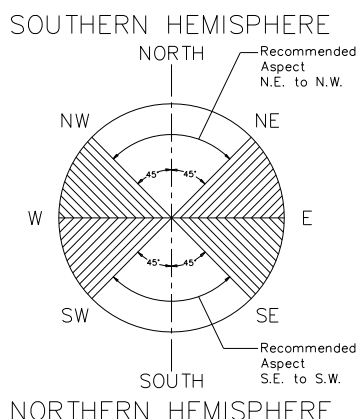 SOUTHERN HEMISPHERE
NORTH
Recommended
Aspect
N.E. to N.W.
NW
NE
45°
45°
W
E
45°
45°
SW
SE
Recommended
Aspect
S.E. to S.W.
SOUTH
NORTHERN HEMISPHERE